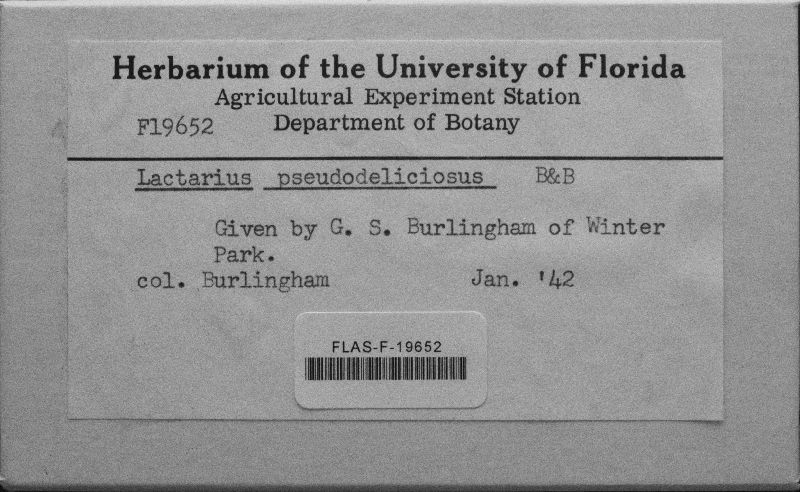 Herbarium of the University of Florida
Agricultural Experiment Station
F19652 Department of Botany
Lactarius pseudodeliciosus B&B
Given by G. S. Burlingham of Winter
Park.
col. Burlingham Jan. '42
FLAS-F-19652